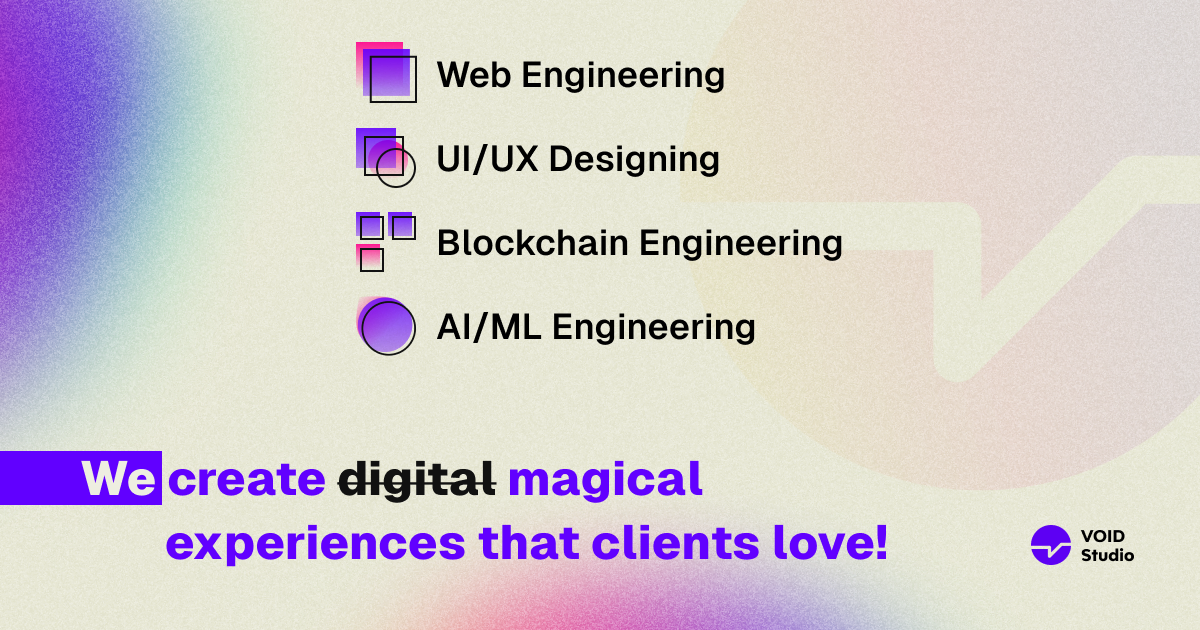 Web Engineering
UI/UX Designing
Blockchain Engineering
AI/ML Engineering
We create digital magical
experiences that clients love!
VOID
Studio